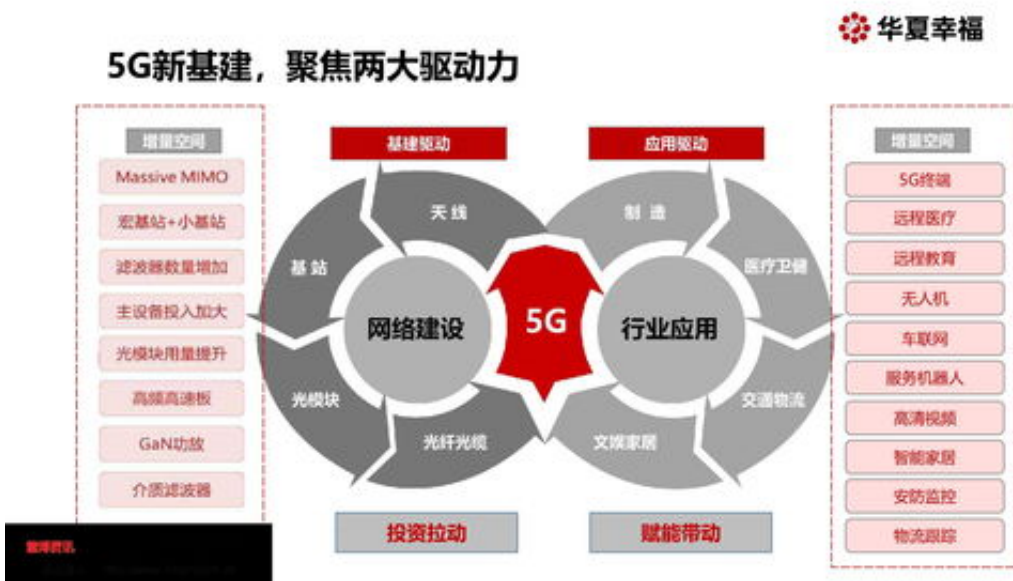 华夏幸福
5G新基建，聚焦两大驱动力
增量空间
Massive MIMO
宏基站+小基站
滤波器数量增加
主设备投入加大
光模块用量提升
高频高速板
GaN功放
介质滤波器
基建驱动
天线
基站
网络建设
光模块
光纤光缆
投资拉动
5G
应用驱动
制造
医疗卫健
行业应用
交通物流
文娱家居
赋能带动
增量空间
5G终端
远程医疗
远程教育
无人机
车联网
服务机器人
高清视频
智能家居
安防监控
物流跟踪